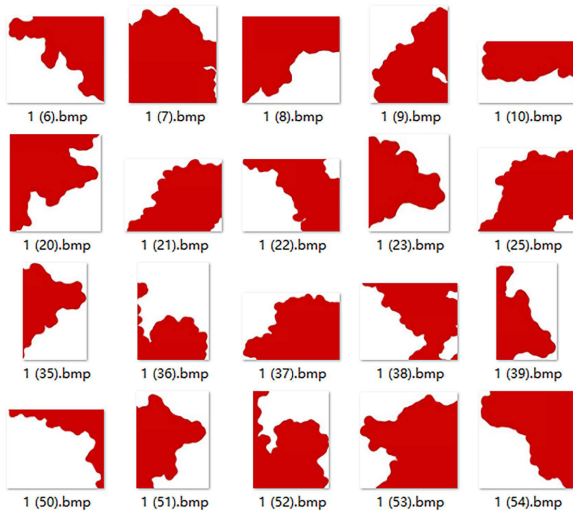 1 (6).bmp 1 (7).bmp 1 (8).bmp 1 (9).bmp 1 (10).bmp
1 (20).bmp 1 (21).bmp 1 (22).bmp 1 (23).bmp 1 (25).bmp
1 (35).bmp 1 (36).bmp 1 (37).bmp 1 (38).bmp 1 (39).bmp
1 (50).bmp 1 (51).bmp 1 (52).bmp 1 (53).bmp 1 (54).bmp